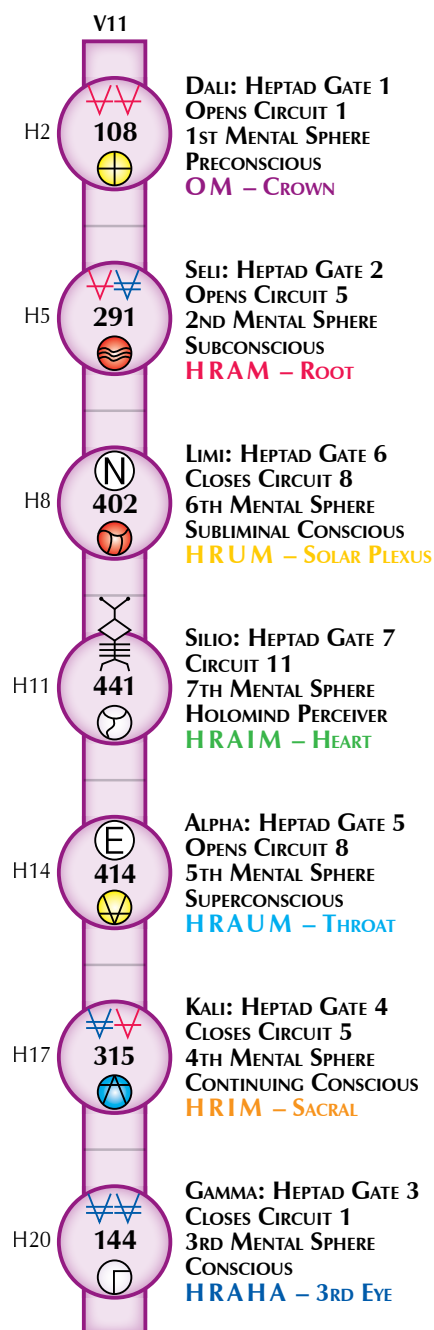 V11
H2
108
Dali: Heptad Gate 1
Opens Circuit 1
1st Mental Sphere
Preconscious
OM – Crown
H5
291
Seli: Heptad Gate 2
Opens Circuit 5
2nd Mental Sphere
Subconscious
HRAM – Root
H8
N
402
Limi: Heptad Gate 6
Closes Circuit 8
6th Mental Sphere
Subliminal Conscious
HRUM – Solar Plexus
H11
441
Silio: Heptad Gate 7
Circuit 11
7th Mental Sphere
Holomind Perceiver
HRAIM – Heart
H14
E
414
Alpha: Heptad Gate 5
Opens Circuit 8
5th Mental Sphere
Superconscious
HRAUM – Throat
H17
315
Kali: Heptad Gate 4
Closes Circuit 5
4th Mental Sphere
Continuing Conscious
HRIM – Sacral
H20
144
Gamma: Heptad Gate 3
Closes Circuit 1
3rd Mental Sphere
Conscious
HRAHA – 3rd Eye